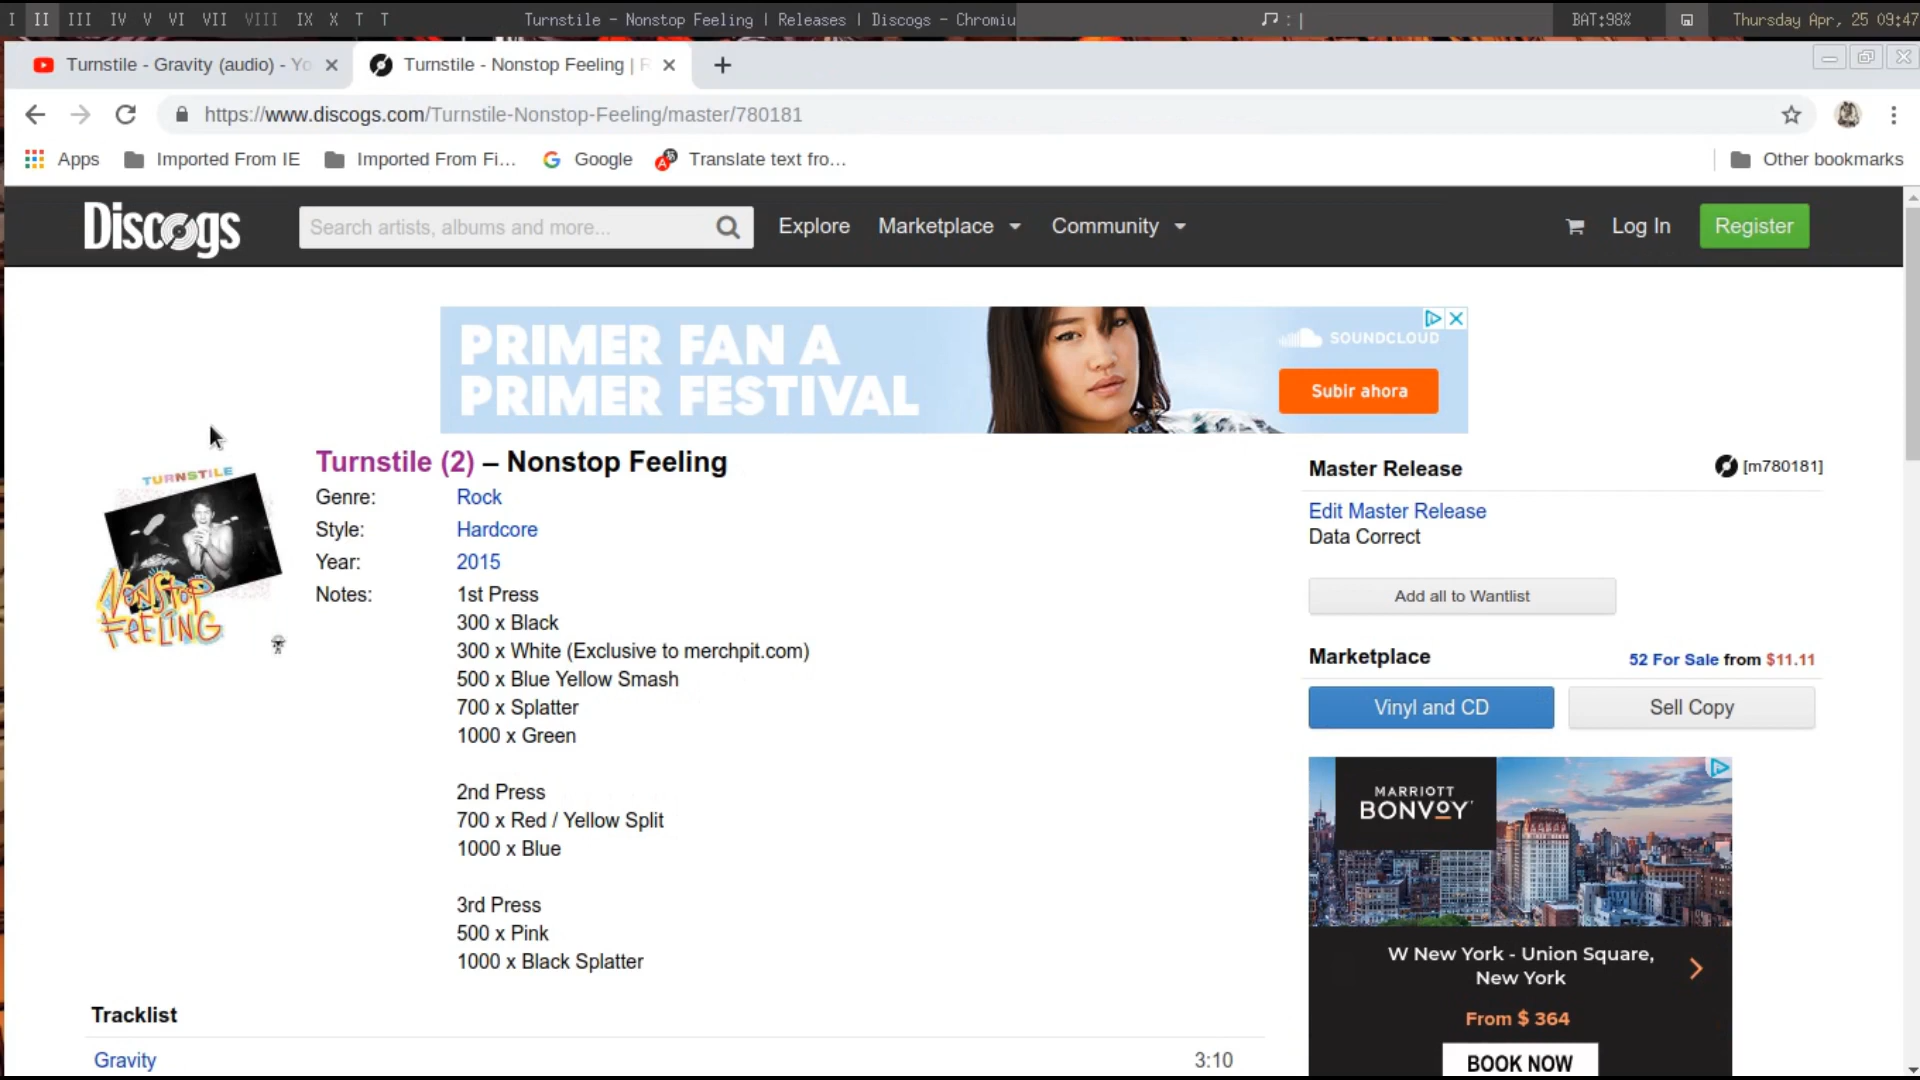 I II III IV V VI VII VIII IX X T T
Turnstile - Nonstop Feeling | Releases | Discogs - Chromiu
: |
BAT:98%
Thursday Apr, 25 09:47
Turnstile - Gravity (audio) - Yo
Turnstile - Nonstop Feeling | R
https://www.discogs.com/Turnstile-Nonstop-Feeling/master/780181
Apps
Imported From IE
Imported From Fi...
Google
Translate text fro...
Other bookmarks
Discogs
Search artists, albums and more...
Explore
Marketplace
Community
Log In
Register
PRIMER FAN A
PRIMER FESTIVAL
SOUNDCLOUD
Subir ahora
TURNSTILE
NONSTOP
FEELING
Turnstile (2) – Nonstop Feeling
Genre: Rock
Style: Hardcore
Year: 2015
Notes: 1st Press
300 x Black
300 x White (Exclusive to merchpit.com)
500 x Blue Yellow Smash
700 x Splatter
1000 x Green
2nd Press
700 x Red / Yellow Split
1000 x Blue
3rd Press
500 x Pink
1000 x Black Splatter
Tracklist
Gravity 3:10
Master Release
[m780181]
Edit Master Release
Data Correct
Add all to Wantlist
Marketplace
52 For Sale from $11.11
Vinyl and CD
Sell Copy
MARRIOTT
BONVOY
W New York - Union Square,
New York
From $ 364
BOOK NOW